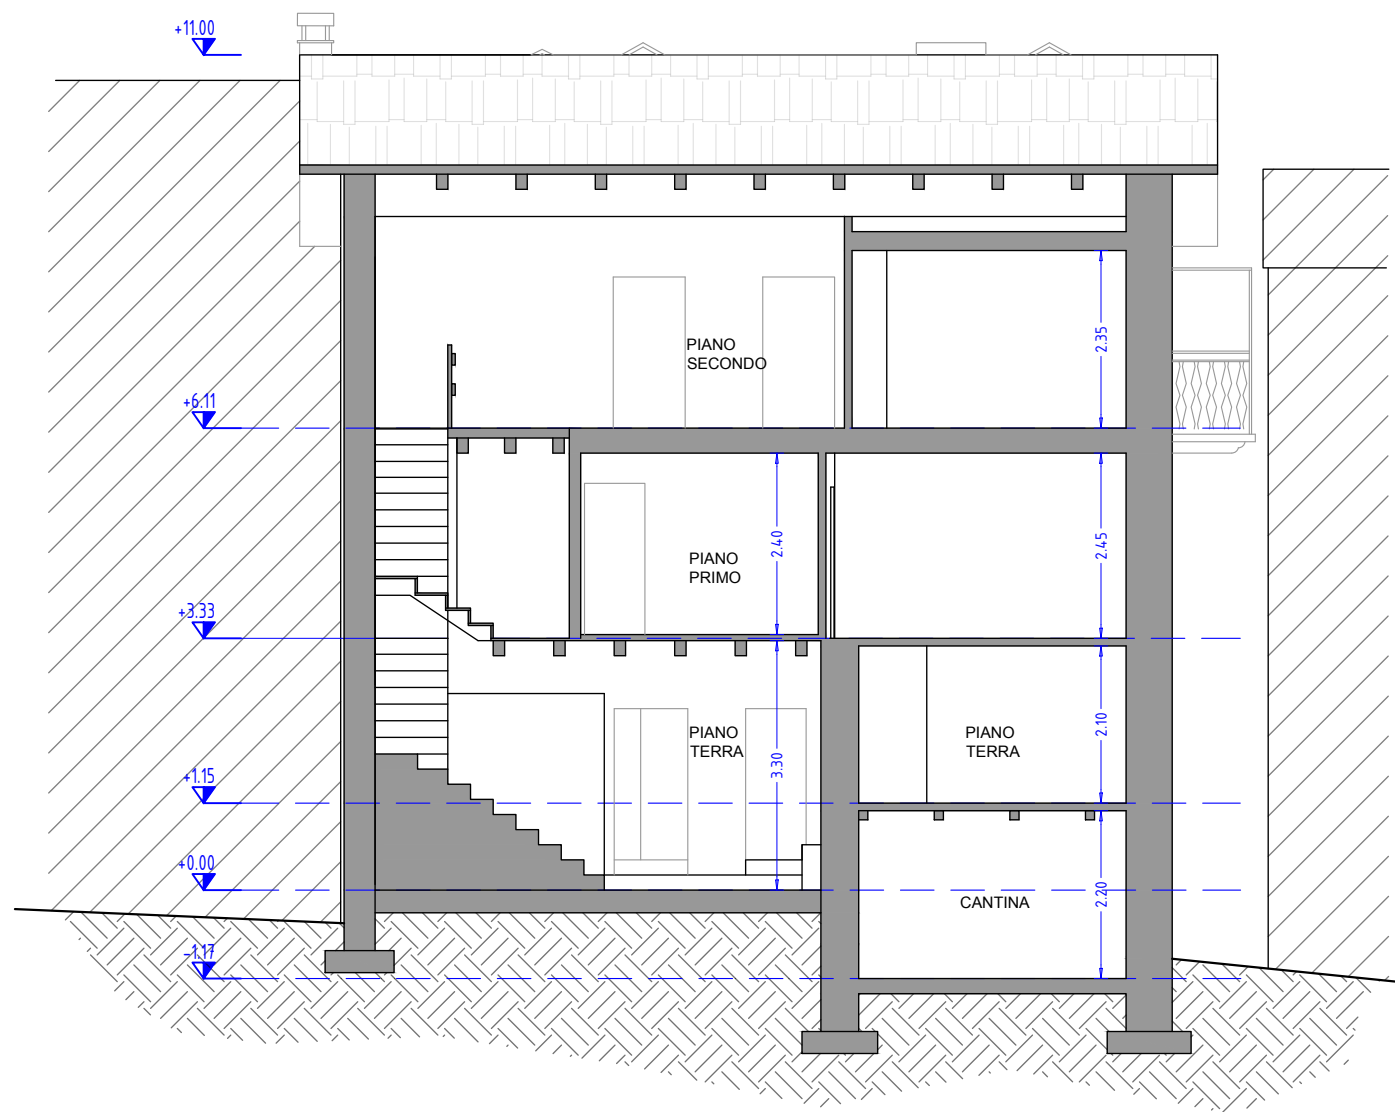 +11.00
PIANO
SECONDO
2.35
+6.11
PIANO
PRIMO
2.40
2.45
+3.33
PIANO
TERRA
3.30
PIANO
TERRA
2.10
+1.15
+0.00
CANTINA
2.20
-1.17